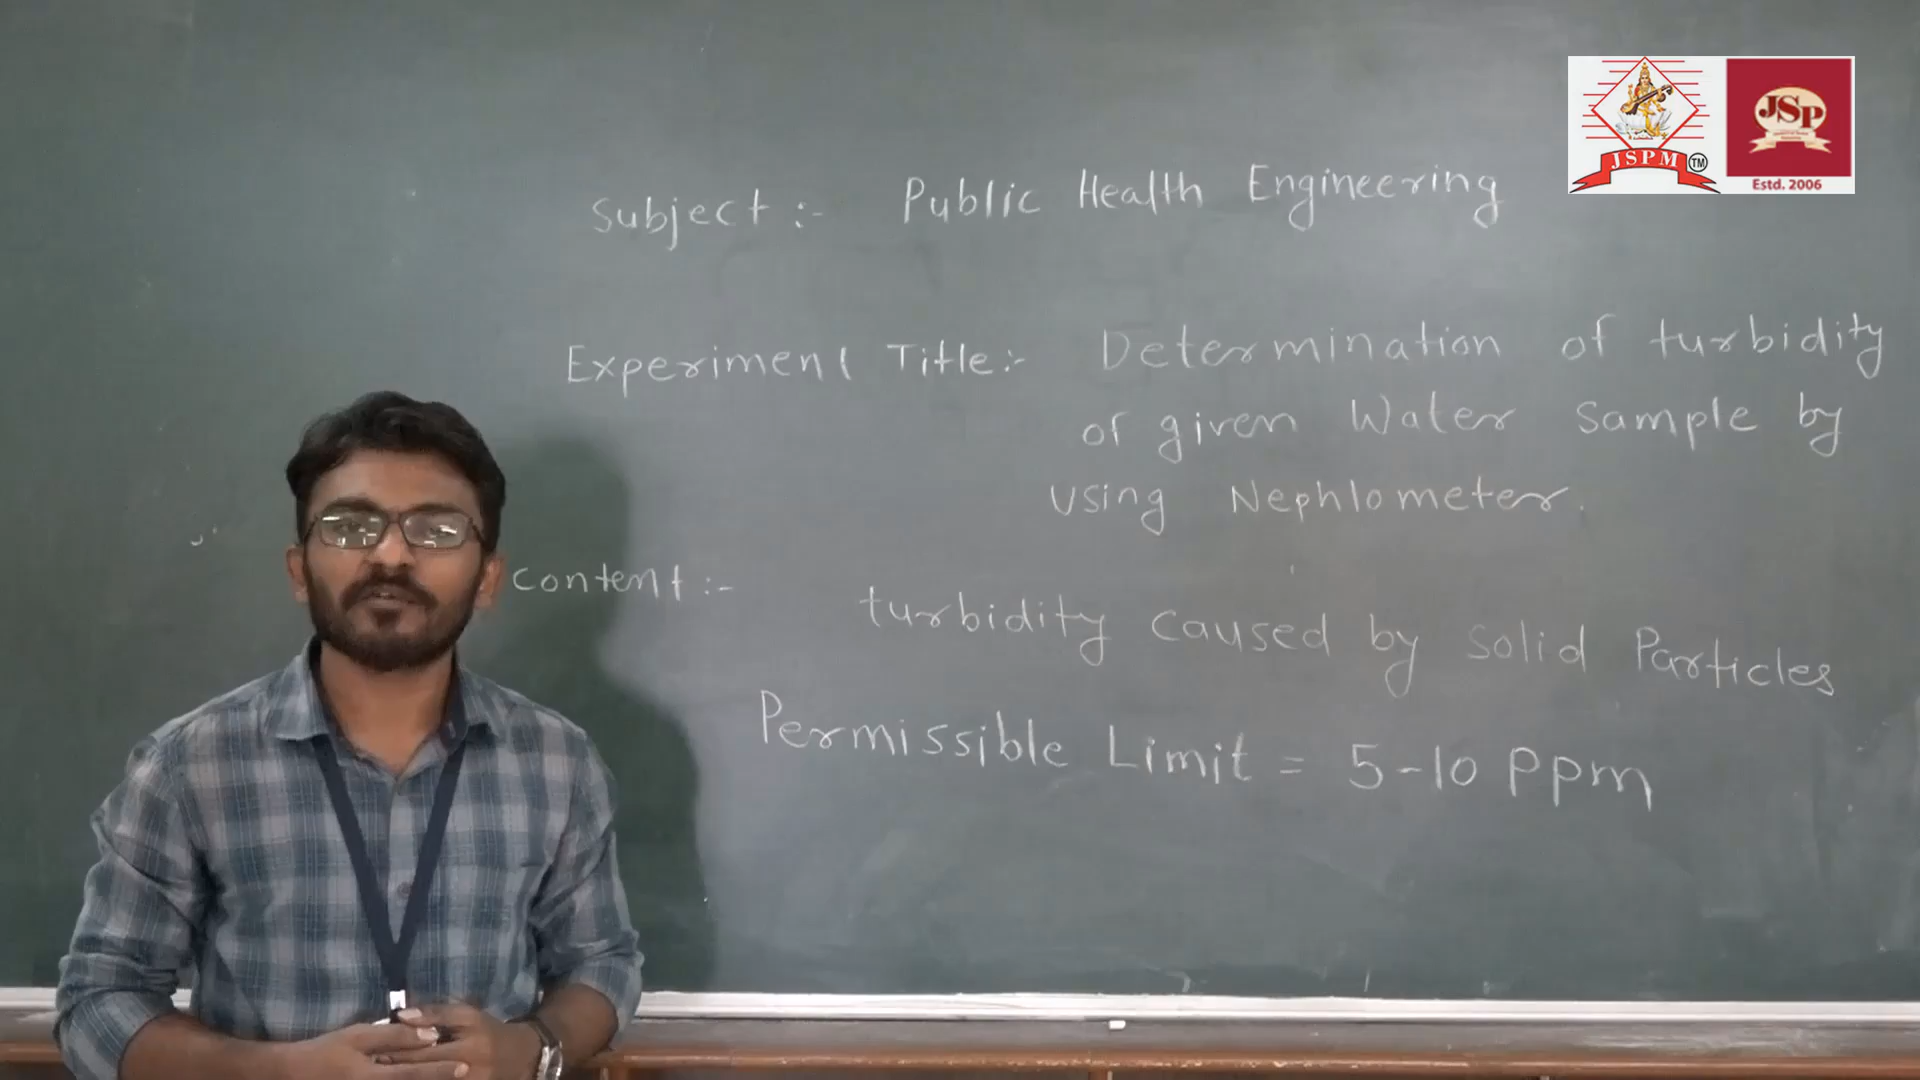 JSPM TM
JSP
Estd. 2006
Subject :- Public Health Engineering
Experiment Title:- Determination of turbidity
of given Water Sample by
using Nephlometer.
Content :- turbidity caused by solid Particles
Permissible Limit = 5-10 PPm